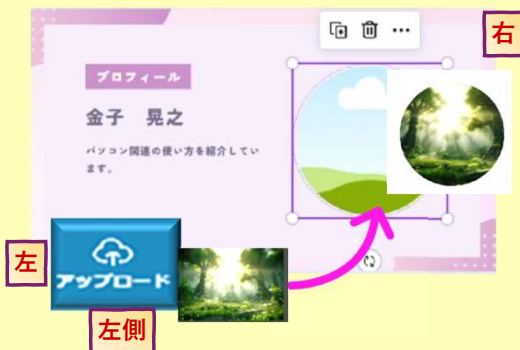 右
プロフィール
金子 晃之
パソコン関連の使い方を紹介してい
ます。
左
アップロード
左側